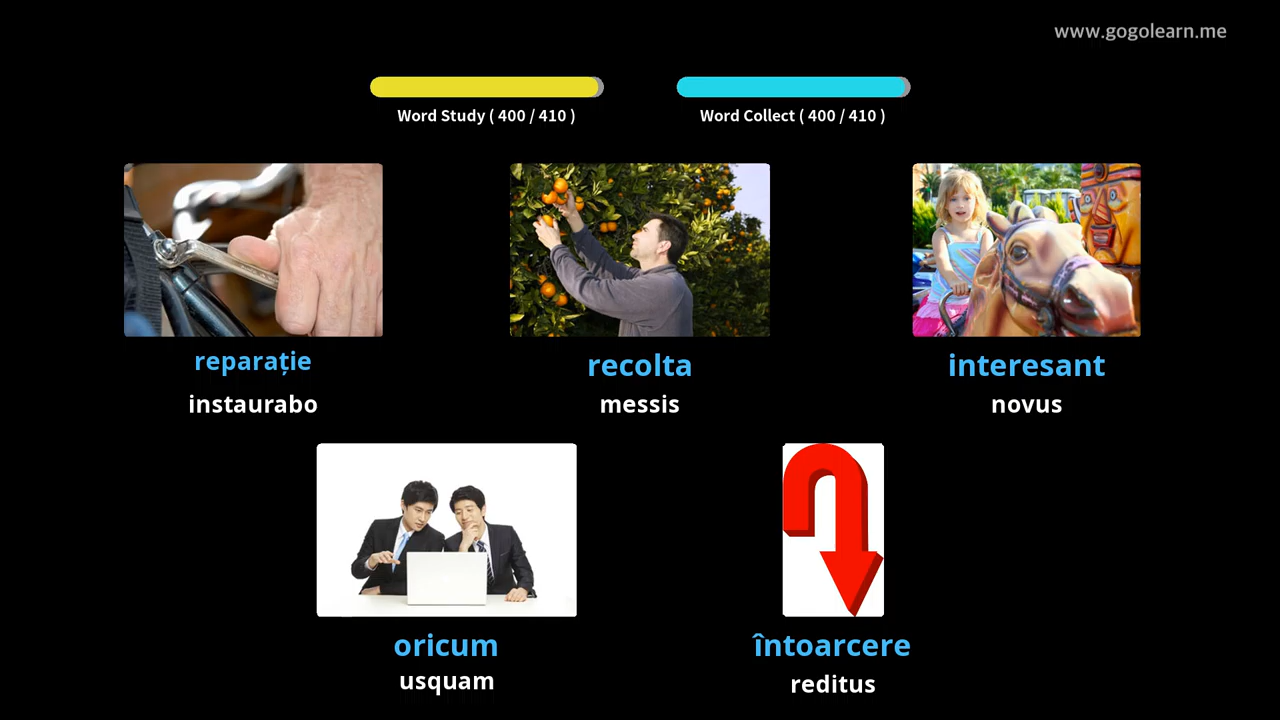 www.gogolearn.me
Word Study ( 400 / 410 )
Word Collect ( 400 / 410 )
reparație
recolta
interesant
instaurabo
messis
novus
oricum
întoarcere
usquam
reditus